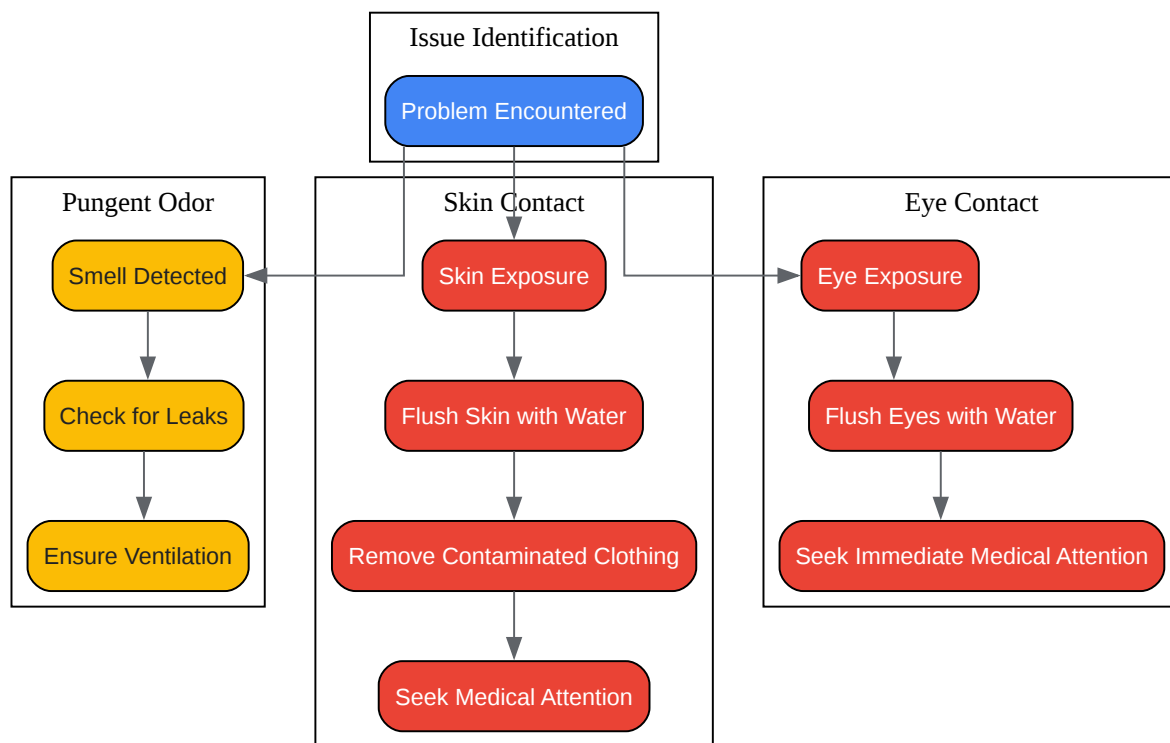 Issue Identification
Problem Encountered
Pungent Odor
Smell Detected
Check for Leaks
Ensure Ventilation
Skin Contact
Skin Exposure
Flush Skin with Water
Remove Contaminated Clothing
Seek Medical Attention
Eye Contact
Eye Exposure
Flush Eyes with Water
Seek Immediate Medical Attention